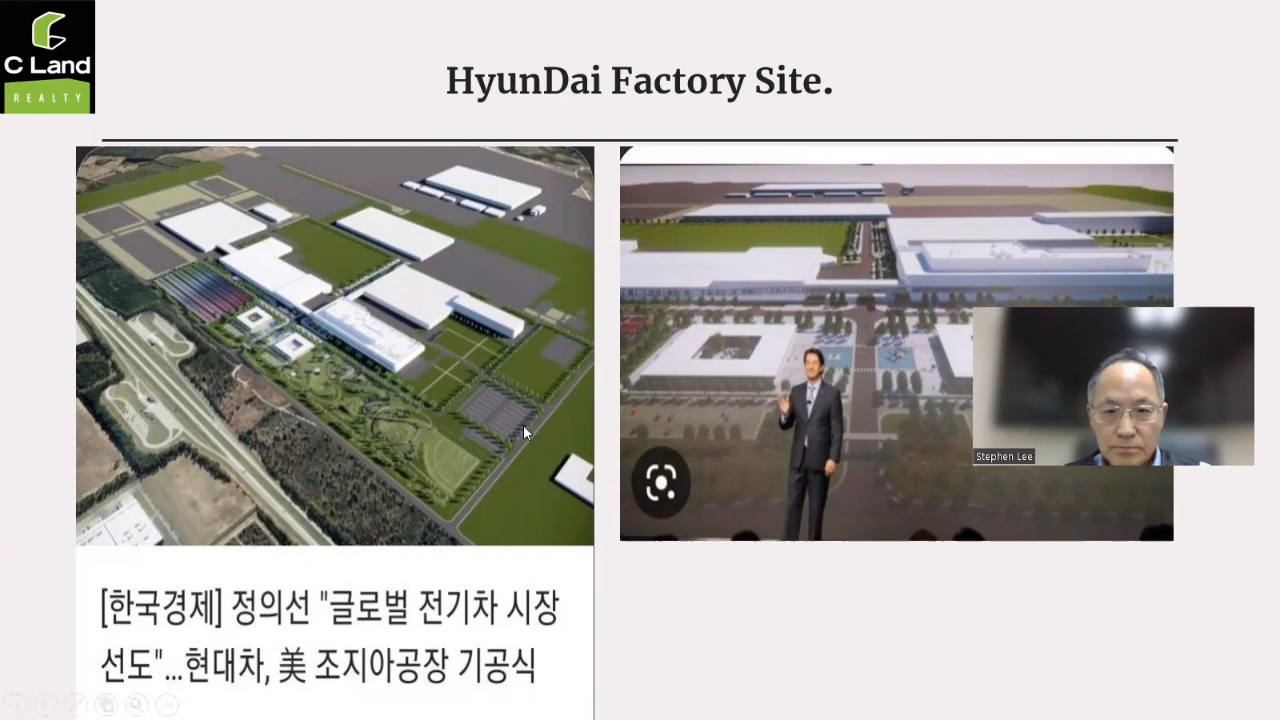 C Land
REALTY
HyunDai Factory Site.
Stephen Lee
[한국경제] 정의선 "글로벌 전기차 시장
선도"...현대차, 美 조지아공장 기공식